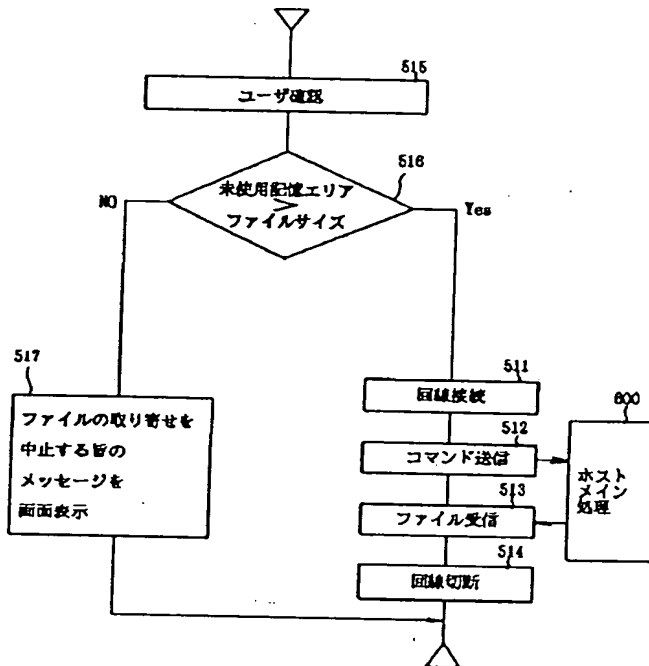 515
ユーザ確認
516
未使用記憶エリア
>
ファイルサイズ
NO
Yes
517
ファイルの取り寄せを
中止する旨の
メッセージを
画面表示
511
回線接続
512
コマンド送信
513
ファイル受信
514
回線切断
600
ホスト
メイン
処理